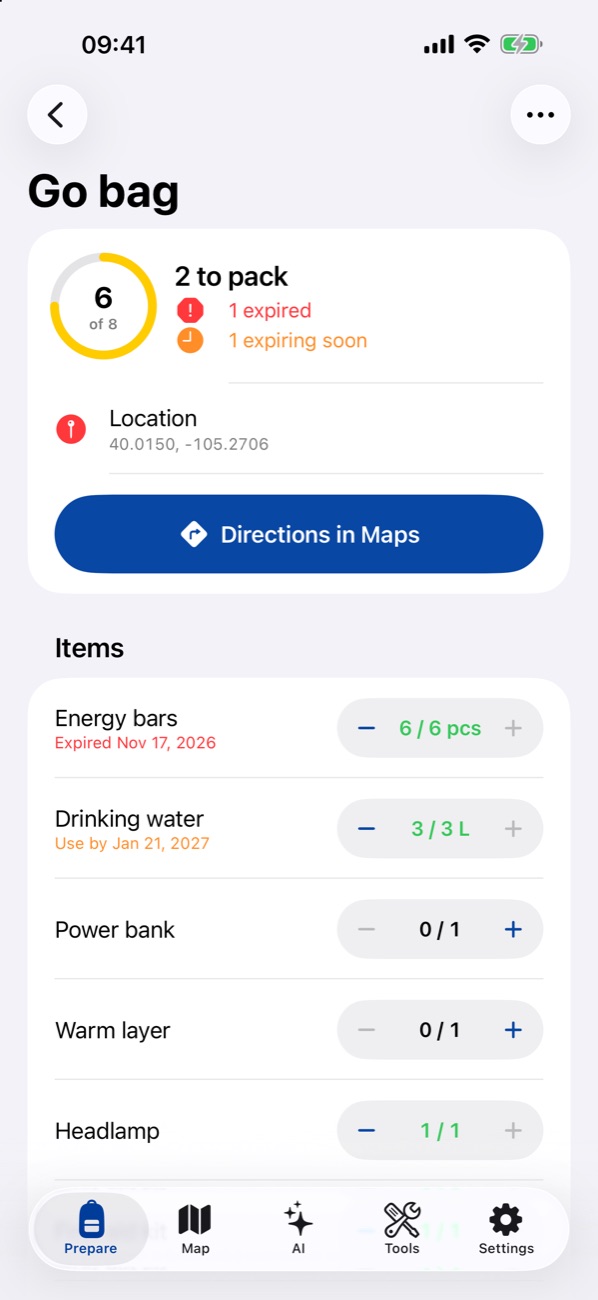 09:41
Go bag
6
of 8
2 to pack
1 expired
1 expiring soon
Location
40.0150, -105.2706
Directions in Maps
Items
Energy bars
Expired Nov 17, 2026
− 6 / 6 pcs +
Drinking water
Use by Jan 21, 2027
− 3 / 3 L +
Power bank
− 0 / 1 +
Warm layer
− 0 / 1 +
Headlamp
− 1 / 1 +
Prepare
Map
AI
Tools
Settings